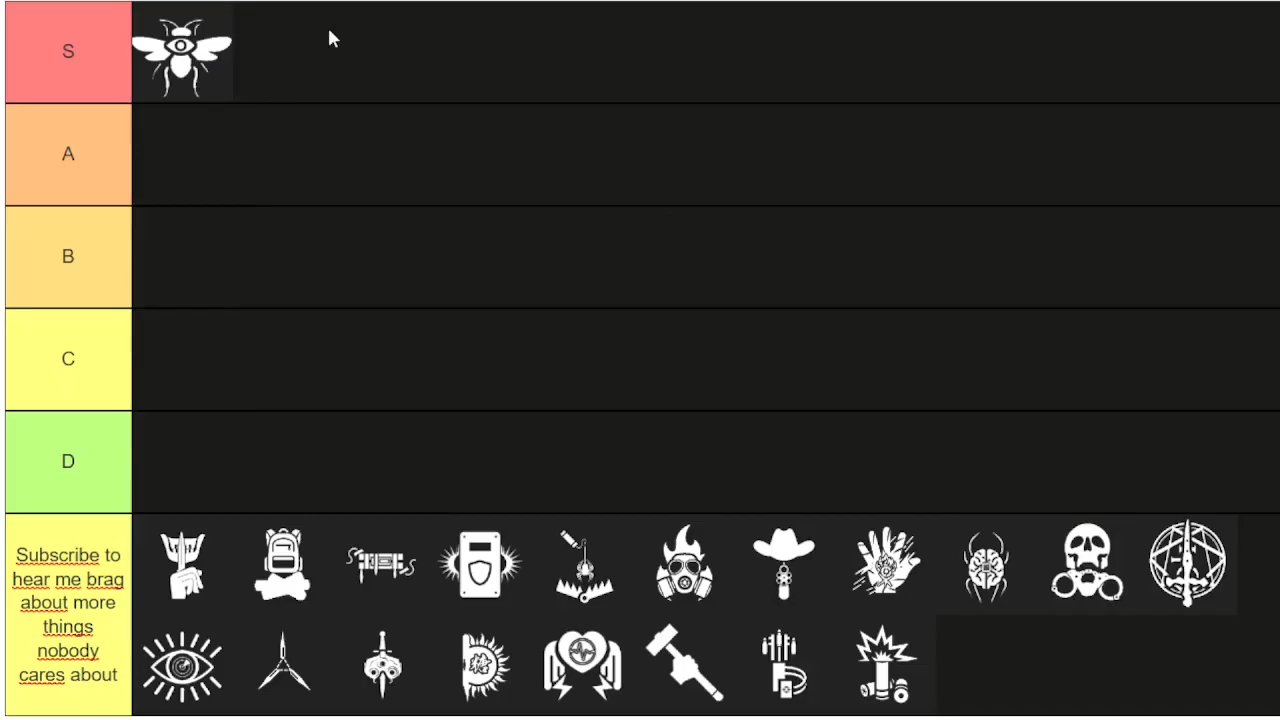 S
A
B
C
D
Subscribe to
hear me brag
about more
things
nobody
cares about